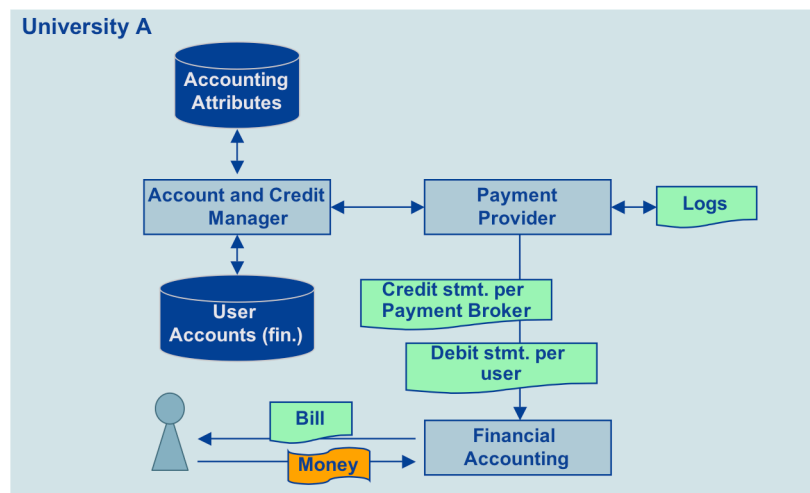 University A
Accounting
Attributes
Account and Credit
Manager
Payment
Provider
Logs
User
Accounts (fin.)
Credit stmt. per
Payment Broker
Debit stmt. per
user
Bill
Money
Financial
Accounting